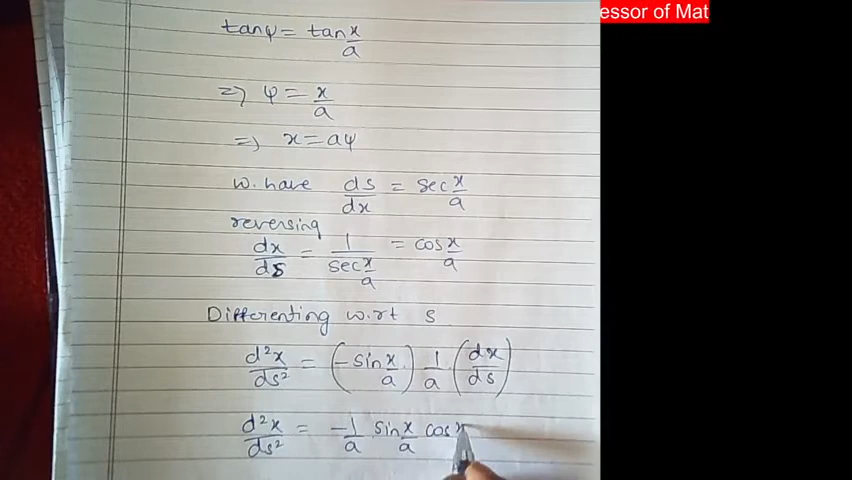 essor of Mat
tanψ = tan x/a
=> ψ = x/a
=> x = aψ
w. have ds/dx = sec x/a
reversing
dx/ds = 1/(sec x/a) = cos x/a
Differenting w.r.t s
d²x/ds² = (-sin x/a) 1/a · (dx/ds)
d²x/ds² = -1/a sin x/a cos x